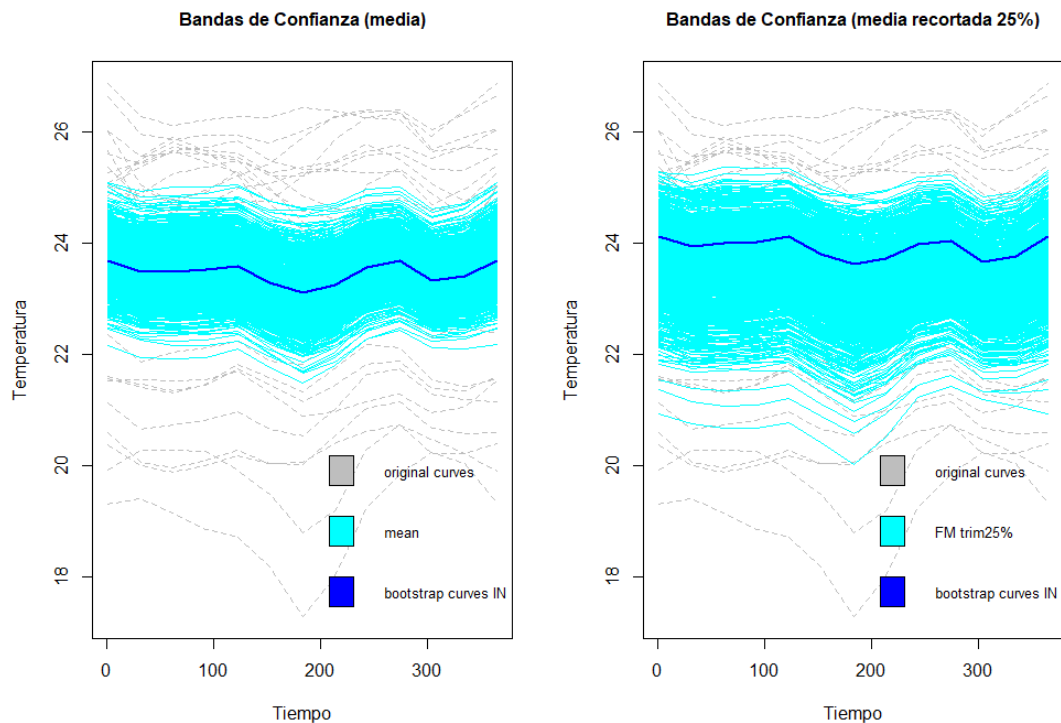 Bandas de Confianza (media)
Temperatura
26
24
22
20
18
original curves
mean
bootstrap curves IN
0
100
200
300
Tiempo
Bandas de Confianza (media recortada 25%)
Temperatura
26
24
22
20
18
original curves
FM trim25%
bootstrap curves IN
0
100
200
300
Tiempo